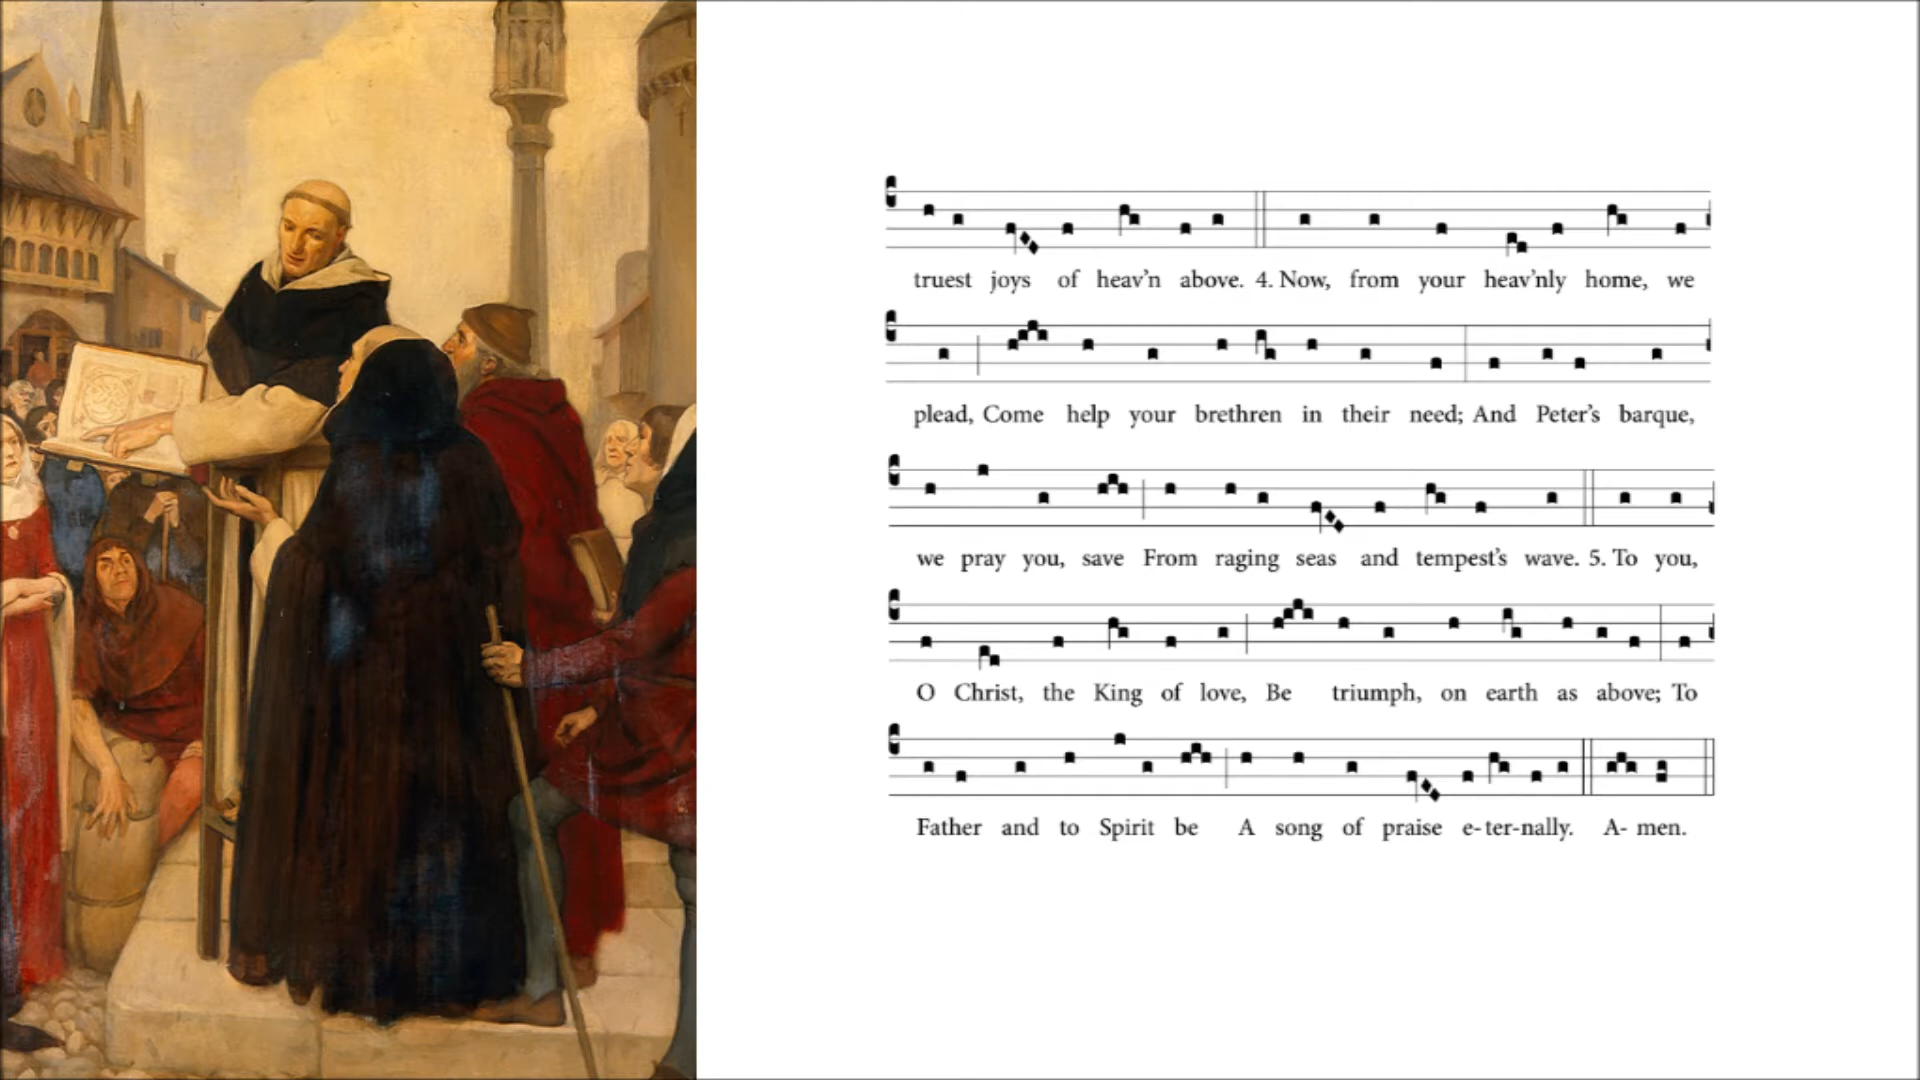 truest joys of heav’n above. 4. Now, from your heav’nly home, we
plead, Come help your brethren in their need; And Peter’s barque,
we pray you, save From raging seas and tempest’s wave. 5. To you,
O Christ, the King of love, Be triumph, on earth as above; To
Father and to Spirit be A song of praise e- ter-nally. A- men.